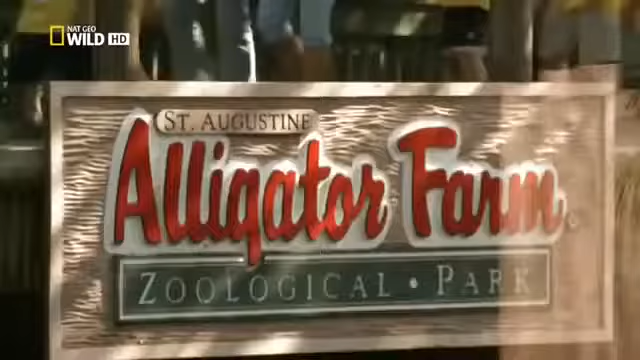 NAT GEO
WILD HD
ST. AUGUSTINE
Alligator Farm
ZOOLOGICAL • PARK